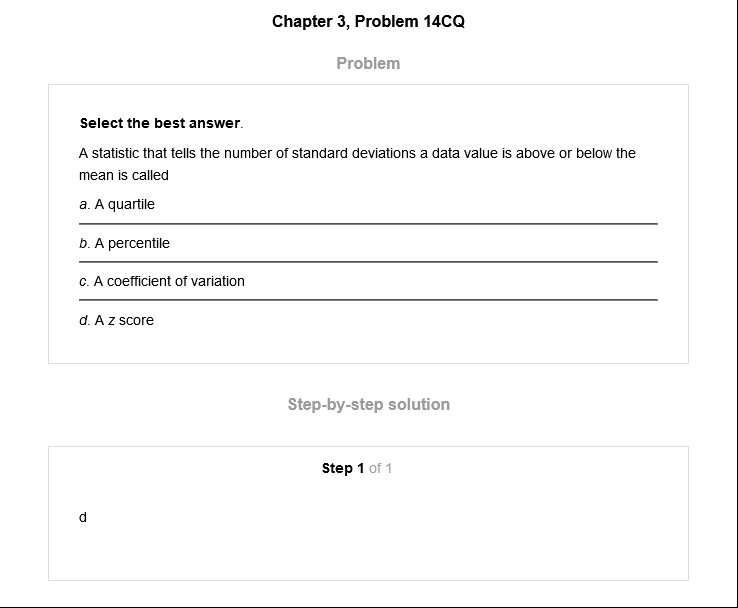 Chapter 3, Problem 14CQ
Problem
Select the best answer.
A statistic that tells the number of standard deviations a data value is above or below the
mean is called
a. A quartile
b. A percentile
c. A coefficient of variation
d. A z score
Step-by-step solution
Step 1 of 1
d